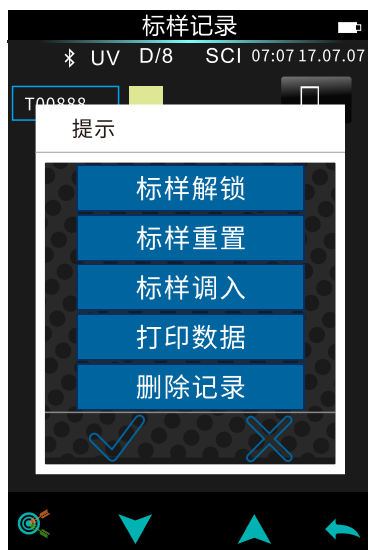 标样记录
UV D/8 SCI 07:07 17.07.07
T00888
提示
标样解锁
标样重置
标样调入
打印数据
删除记录